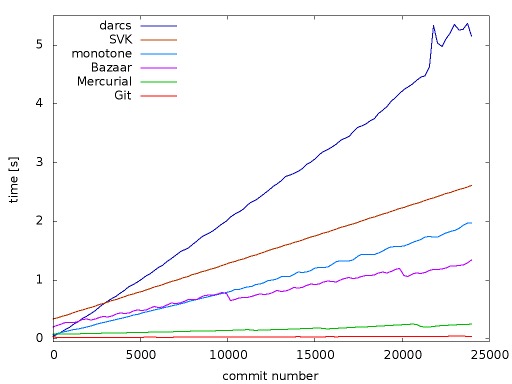 darcs
SVK
monotone
Bazaar
Mercurial
Git
time [s]
5
4
3
2
1
0
0 5000 10000 15000 20000 25000
commit number